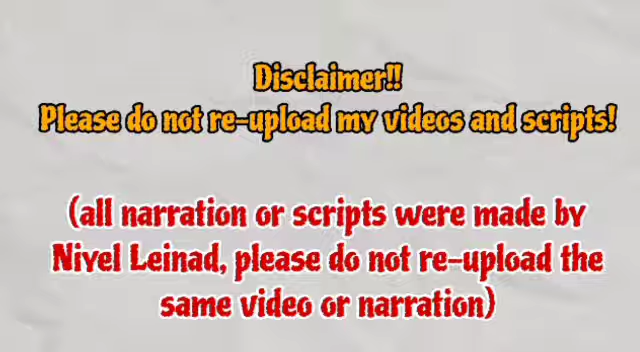 Disclaimer!!
Please do not re-upload my videos and scripts!
(all narration or scripts were made by
Niyel Leinad, please do not re-upload the
same video or narration)